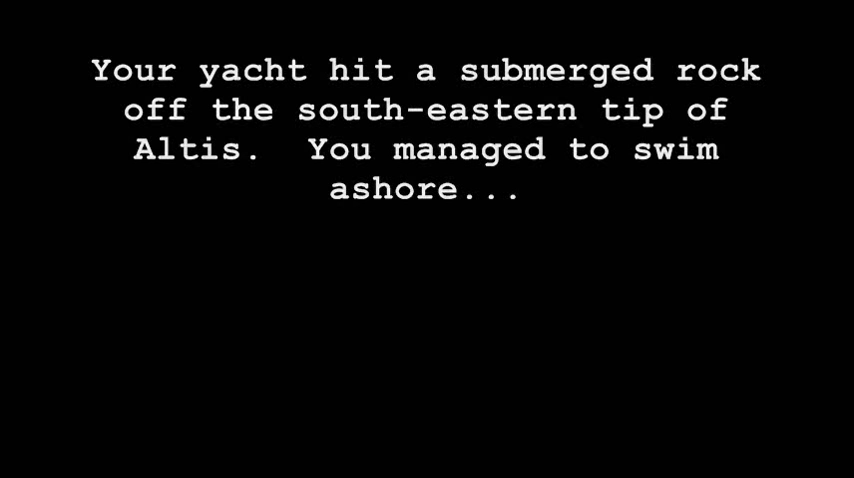 Your yacht hit a submerged rock
off the south-eastern tip of
Altis.  You managed to swim
ashore...